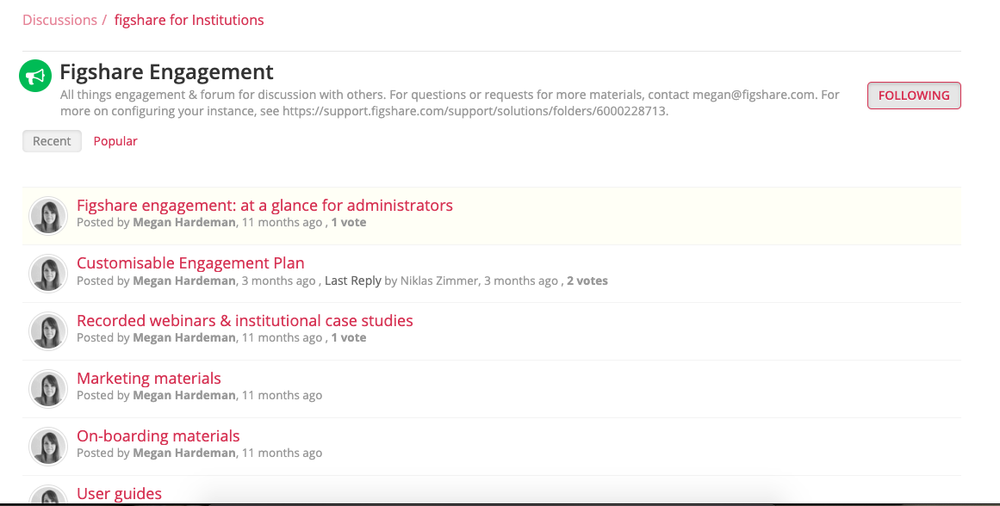 Discussions / figshare for Institutions
Figshare Engagement
All things engagement & forum for discussion with others. For questions or requests for more materials, contact megan@figshare.com. For
more on configuring your instance, see https://support.figshare.com/support/solutions/folders/6000228713.
FOLLOWING
Recent Popular
Figshare engagement: at a glance for administrators
Posted by Megan Hardeman, 11 months ago , 1 vote
Customisable Engagement Plan
Posted by Megan Hardeman, 3 months ago , Last Reply by Niklas Zimmer, 3 months ago , 2 votes
Recorded webinars & institutional case studies
Posted by Megan Hardeman, 11 months ago , 1 vote
Marketing materials
Posted by Megan Hardeman, 11 months ago
On-boarding materials
Posted by Megan Hardeman, 11 months ago
User guides